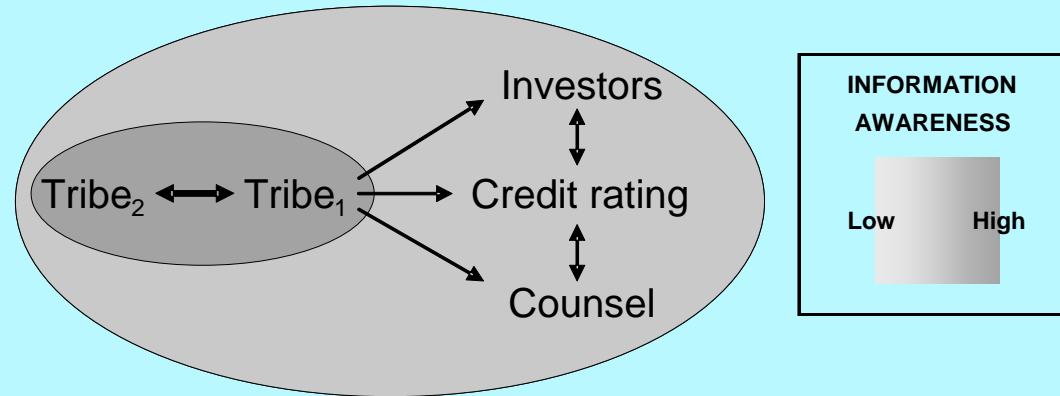 Investors
Tribe₂ Tribe₁ Credit rating
Counsel
INFORMATION
AWARENESS
Low High